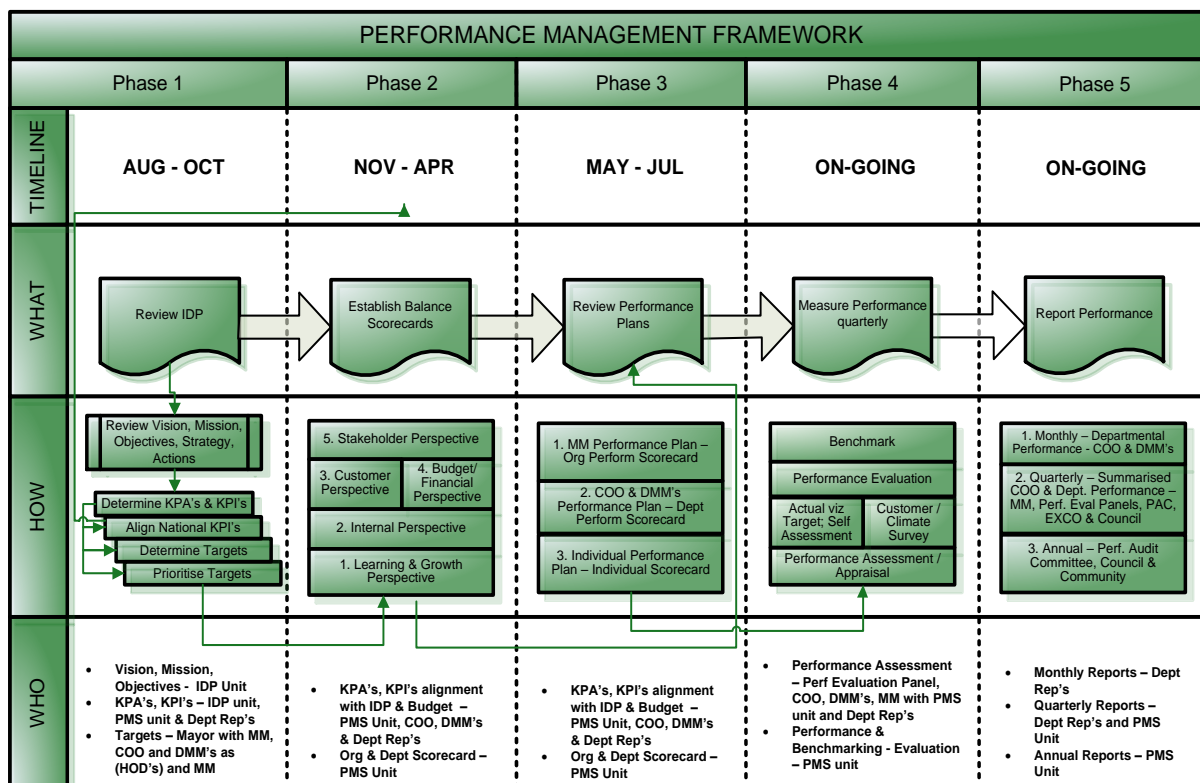 PERFORMANCE MANAGEMENT FRAMEWORK
Phase 1
Phase 2
Phase 3
Phase 4
Phase 5
TIMELINE
AUG - OCT
NOV - APR
MAY - JUL
ON-GOING
ON-GOING
WHAT
Review IDP
Establish Balance
Scorecards
Review Performance
Plans
Measure Performance
quarterly
Report Performance
HOW
Review Vision, Mission,
Objectives, Strategy,
Actions
Determine KPA's & KPI's
Align National KPI's
Determine Targets
Prioritise Targets
5. Stakeholder Perspective
3. Customer
Perspective
4. Budget/
Financial
Perspective
2. Internal Perspective
1. Learning & Growth
Perspective
1. MM Performance Plan –
Org Perform Scorecard
2. COO & DMM's
Performance Plan – Dept
Perform Scorecard
3. Individual Performance
Plan – Individual Scorecard
Benchmark
Performance Evaluation
Actual viz
Target; Self
Assessment
Customer /
Climate
Survey
Performance Assessment /
Appraisal
1. Monthly – Departmental
Performance - COO & DMM's
2. Quarterly – Summarised
COO & Dept. Performance –
MM, Perf. Eval Panels, PAC,
EXCO & Council
3. Annual – Perf. Audit
Committee, Council &
Community
WHO
• Vision, Mission,
Objectives - IDP Unit
• KPA's, KPI's – IDP unit,
PMS unit & Dept Rep's
• Targets – Mayor with MM,
COO and DMM's as
(HOD's) and MM
• KPA's, KPI's alignment
with IDP & Budget –
PMS Unit, COO, DMM's
& Dept Rep's
• Org & Dept Scorecard –
PMS Unit
• KPA's, KPI's alignment
with IDP & Budget –
PMS Unit, COO, DMM's
& Dept Rep's
• Org & Dept Scorecard –
PMS Unit
• Performance Assessment
– Perf Evaluation Panel,
COO, DMM's, MM with PMS
unit and Dept Rep's
• Performance &
Benchmarking - Evaluation
– PMS unit
• Monthly Reports – Dept
Rep's
• Quarterly Reports –
Dept Rep's and PMS
Unit
• Annual Reports – PMS
Unit